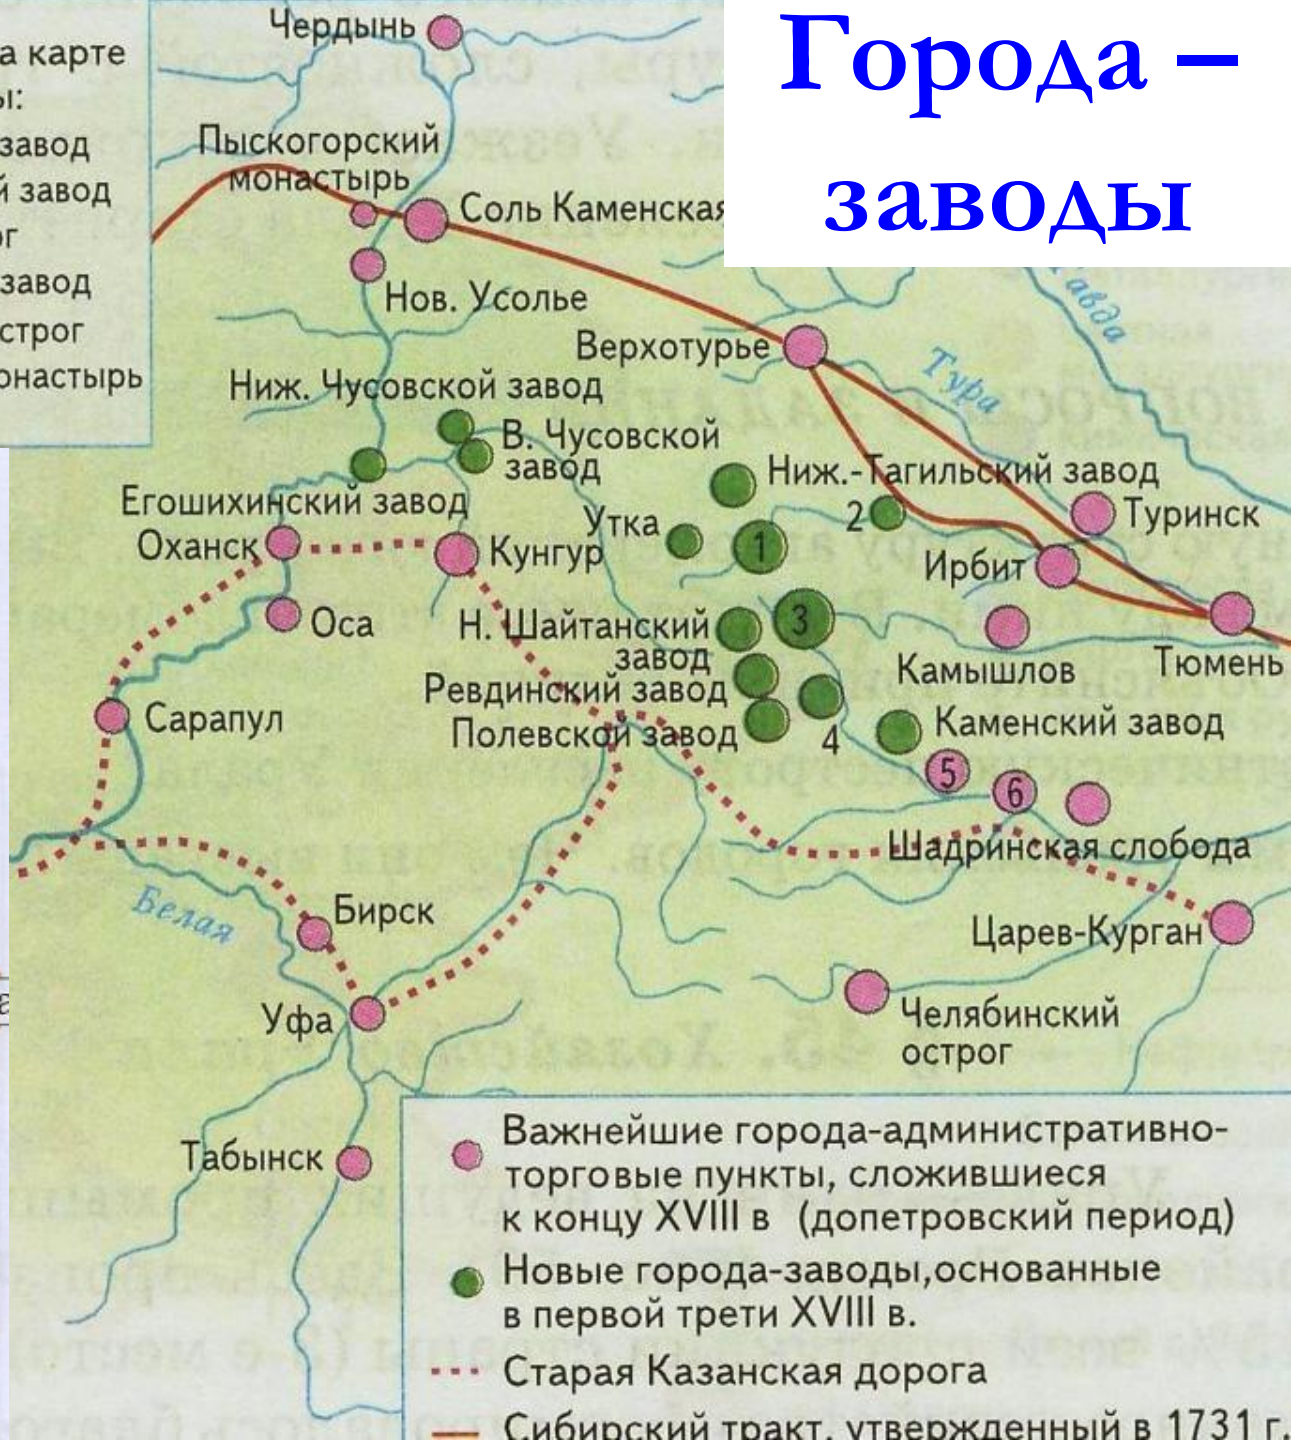 Города –
заводы
а карте
ы:
завод
й завод
ог
завод
строг
онастырь
Чердынь
Пыскогорский
монастырь
Соль Каменская
Нов. Усолье
Верхотурье
Тура
авда
Ниж. Чусовской завод
В. Чусовской
завод
Ниж.-Тагильский завод
Егошихинский завод
Утка
2
Туринск
Оханск
Кунгур
1
Ирбит
Оса
Н. Шайтанский
завод
3
Камышлов
Тюмень
Ревдинский завод
Сарапул
Полевской завод
4
Каменский завод
5
6
Шадринская слобода
Белая
Бирск
Царев-Курган
Уфа
Челябинский
острог
Табынск
Важнейшие города-административно-
торговые пункты, сложившиеся
к концу XVIII в (допетровский период)
Новые города-заводы,основанные
в первой трети XVIII в.
Старая Казанская дорога
Сибирский тракт, утвержденный в 1731 г.